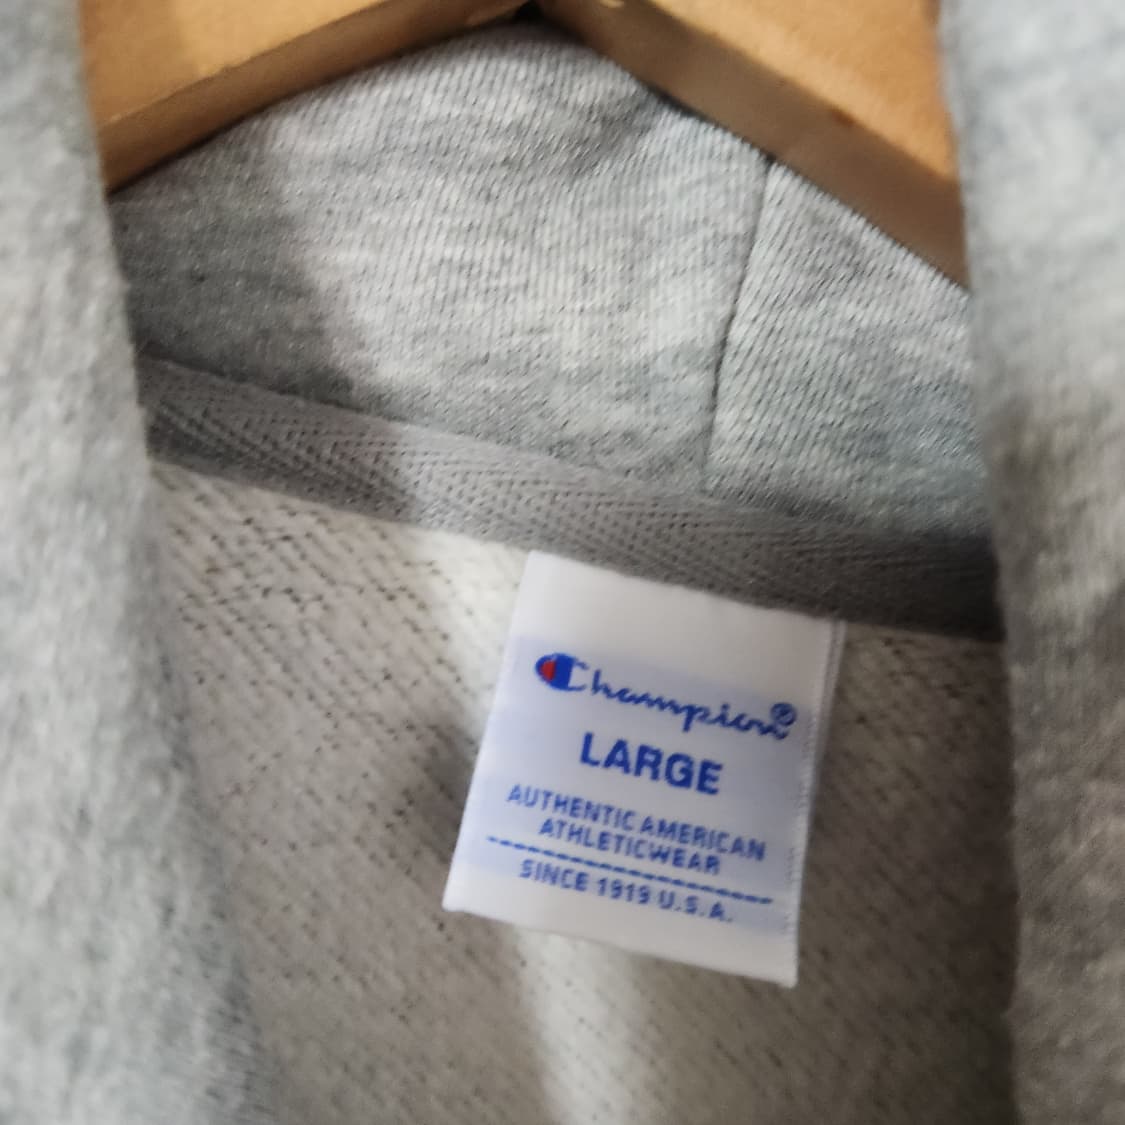 Champion®
LARGE
AUTHENTIC AMERICAN
ATHLETICWEAR
SINCE 1919 U.S.A.